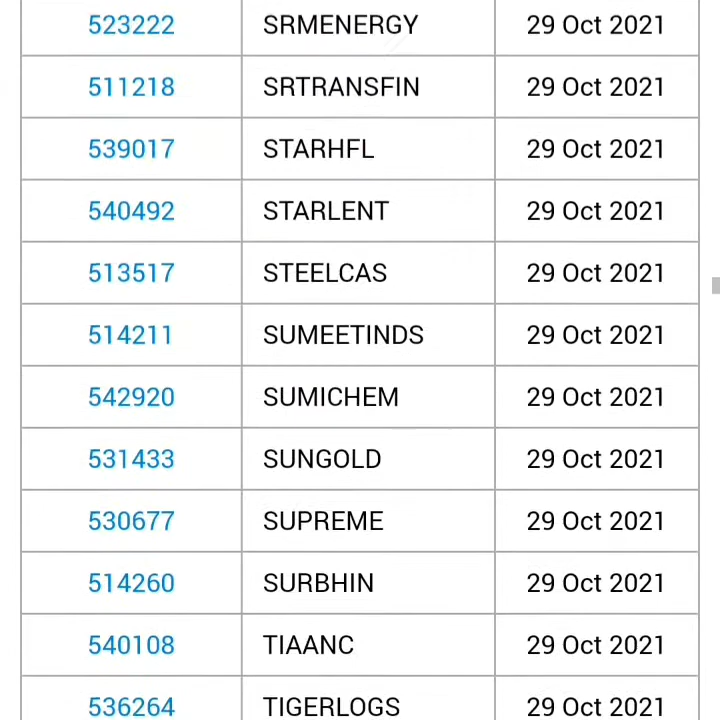 523222 SRMENERGY 29 Oct 2021
511218 SRTRANSFIN 29 Oct 2021
539017 STARHFL 29 Oct 2021
540492 STARLENT 29 Oct 2021
513517 STEELCAS 29 Oct 2021
514211 SUMEETINDS 29 Oct 2021
542920 SUMICHEM 29 Oct 2021
531433 SUNGOLD 29 Oct 2021
530677 SUPREME 29 Oct 2021
514260 SURBHIN 29 Oct 2021
540108 TIAANC 29 Oct 2021
536264 TIGERLOGS 29 Oct 2021